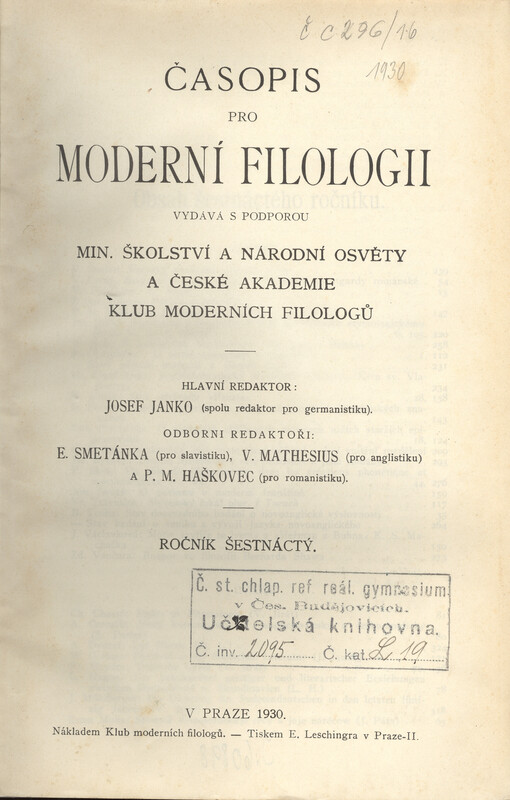 č c 296/16
1930
ČASOPIS
PRO
MODERNÍ FILOLOGII
VYDÁVÁ S PODPOROU
MIN. ŠKOLSTVÍ A NÁRODNÍ OSVĚTY
A ČESKÉ AKADEMIE
KLUB MODERNÍCH FILOLOGŮ
HLAVNÍ REDAKTOR:
JOSEF JANKO (spolu redaktor pro germanistiku).
ODBORNI REDAKTOŘI:
E. SMETÁNKA (pro slavistiku), V. MATHESIUS (pro anglistiku)
A P. M. HAŠKOVEC (pro romanistiku).
ROČNÍK ŠESTNÁCTÝ.
Č. st. chlap. ref. reál. gymnasium
v Čes. Budějovicích.
Učitelská knihovna.
Č. inv. 2095 Č. kat. L 19
V PRAZE 1930.
Nákladem Klub moderních filologů. — Tiskem E. Leschingra v Praze-II.